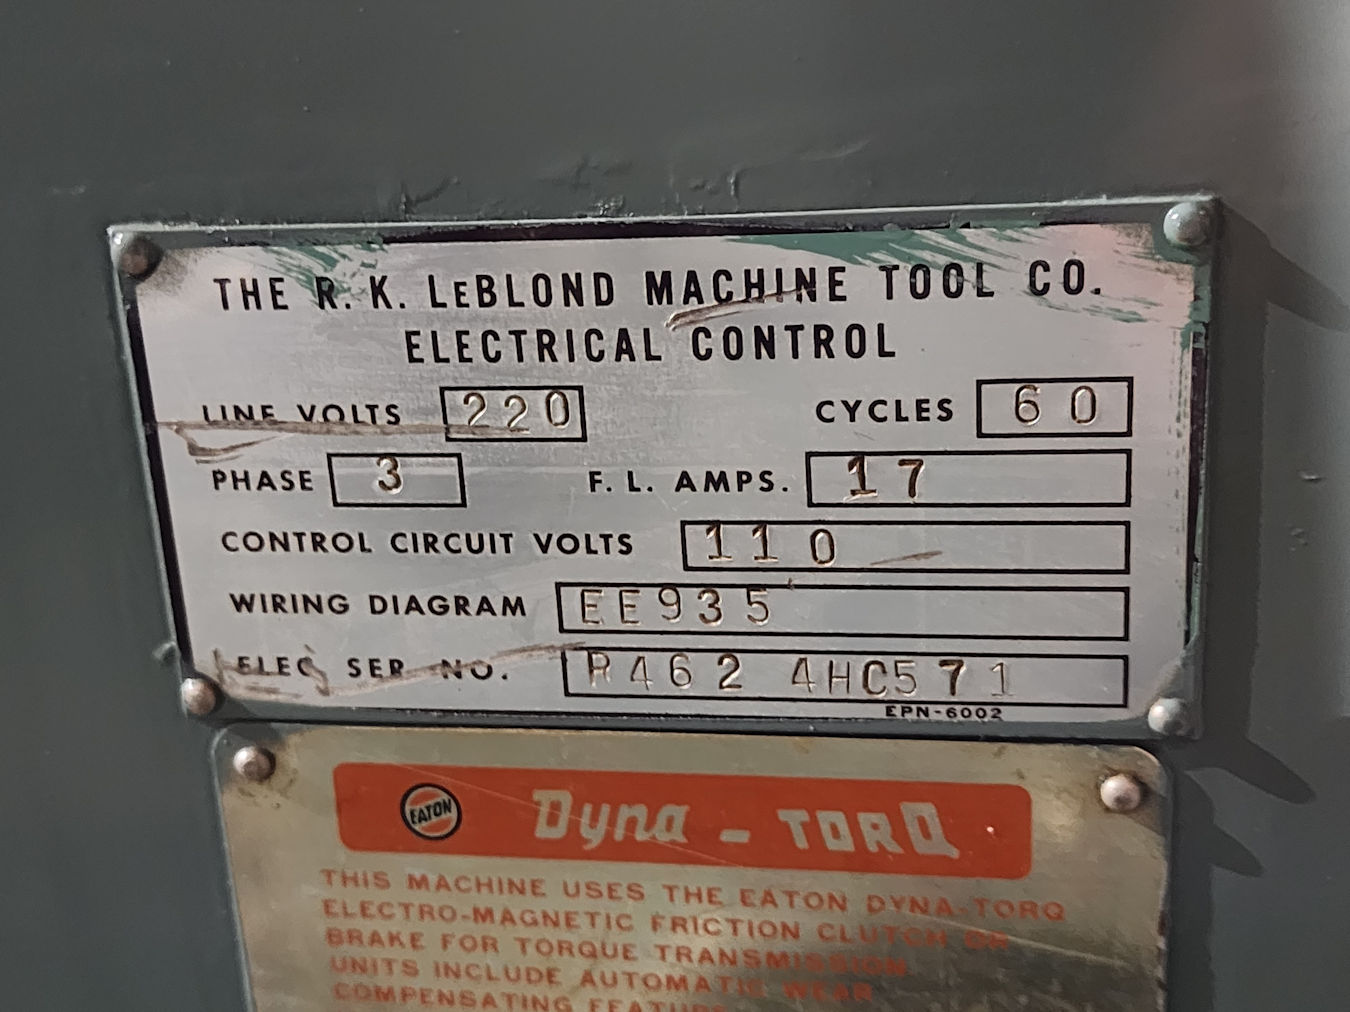 THE R. K. LEBLOND MACHINE TOOL CO.
ELECTRICAL CONTROL
LINE VOLTS 220 CYCLES 60
PHASE 3 F. L. AMPS. 17
CONTROL CIRCUIT VOLTS 110
WIRING DIAGRAM EE935
ELEC SER. NO. R462 4HC571
EPN-6002
EATON Dyna - TORQ
THIS MACHINE USES THE EATON DYNA-TORQ
ELECTRO-MAGNETIC FRICTION CLUTCH OR
BRAKE FOR TORQUE TRANSMISSION
UNITS INCLUDE AUTOMATIC WEAR
COMPENSATING FEATURE